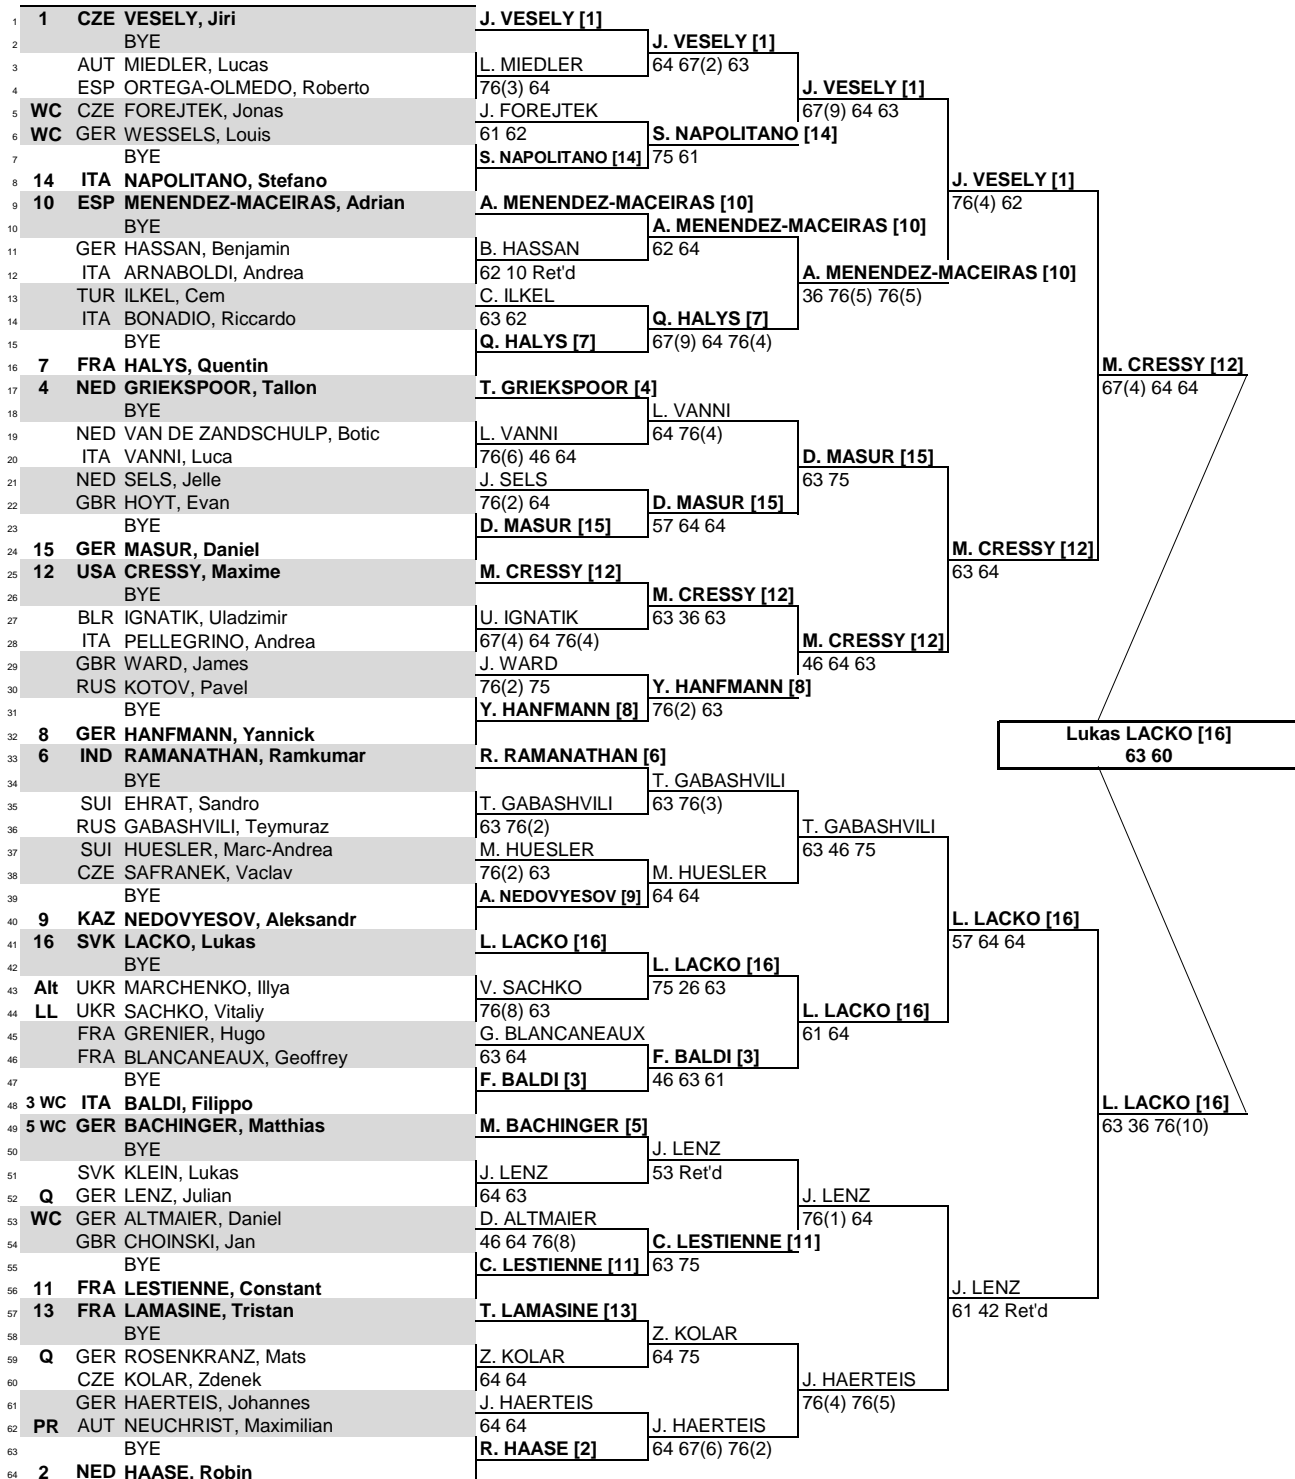 1 1 CZE VESELY, Jiri J. VESELY [1]
2 BYE J. VESELY [1]
3 AUT MIEDLER, Lucas L. MIEDLER 64 67(2) 63
4 ESP ORTEGA-OLMEDO, Roberto 76(3) 64 J. VESELY [1]
5 WC CZE FOREJTEK, Jonas J. FOREJTEK 67(9) 64 63
6 WC GER WESSELS, Louis 61 62 S. NAPOLITANO [14]
7 BYE S. NAPOLITANO [14] 75 61
8 14 ITA NAPOLITANO, Stefano J. VESELY [1]
9 10 ESP MENENDEZ-MACEIRAS, Adrian A. MENENDEZ-MACEIRAS [10] 76(4) 62
10 BYE A. MENENDEZ-MACEIRAS [10]
11 GER HASSAN, Benjamin B. HASSAN 62 64
12 ITA ARNABOLDI, Andrea 62 10 Ret'd A. MENENDEZ-MACEIRAS [10]
13 TUR ILKEL, Cem C. ILKEL 36 76(5) 76(5)
14 ITA BONADIO, Riccardo 63 62 Q. HALYS [7]
15 BYE Q. HALYS [7] 67(9) 64 76(4)
16 7 FRA HALYS, Quentin M. CRESSY [12]
17 4 NED GRIEKSPOOR, Tallon T. GRIEKSPOOR [4] 67(4) 64 64
18 BYE L. VANNI
19 NED VAN DE ZANDSCHULP, Botic L. VANNI 64 76(4)
20 ITA VANNI, Luca 76(6) 46 64 D. MASUR [15]
21 NED SELS, Jelle J. SELS 63 75
22 GBR HOYT, Evan 76(2) 64 D. MASUR [15]
23 BYE D. MASUR [15] 57 64 64
24 15 GER MASUR, Daniel M. CRESSY [12]
25 12 USA CRESSY, Maxime M. CRESSY [12] 63 64
26 BYE M. CRESSY [12]
27 BLR IGNATIK, Uladzimir U. IGNATIK 63 36 63
28 ITA PELLEGRINO, Andrea 67(4) 64 76(4) M. CRESSY [12]
29 GBR WARD, James J. WARD 46 64 63
30 RUS KOTOV, Pavel 76(2) 75 Y. HANFMANN [8]
31 BYE Y. HANFMANN [8] 76(2) 63
32 8 GER HANFMANN, Yannick Lukas LACKO [16]
33 6 IND RAMANATHAN, Ramkumar R. RAMANATHAN [6] 63 60
34 BYE T. GABASHVILI
35 SUI EHRAT, Sandro T. GABASHVILI 63 76(3)
36 RUS GABASHVILI, Teymuraz 63 76(2) T. GABASHVILI
37 SUI HUESLER, Marc-Andrea M. HUESLER 63 46 75
38 CZE SAFRANEK, Vaclav 76(2) 63 M. HUESLER
39 BYE A. NEDOVYESOV [9] 64 64
40 9 KAZ NEDOVYESOV, Aleksandr L. LACKO [16]
41 16 SVK LACKO, Lukas L. LACKO [16] 57 64 64
42 BYE L. LACKO [16]
43 Alt UKR MARCHENKO, Illya V. SACHKO 75 26 63
44 LL UKR SACHKO, Vitaliy 76(8) 63 L. LACKO [16]
45 FRA GRENIER, Hugo G. BLANCANEAUX 61 64
46 FRA BLANCANEAUX, Geoffrey 63 64 F. BALDI [3]
47 BYE F. BALDI [3] 46 63 61
48 3 WC ITA BALDI, Filippo L. LACKO [16]
49 5 WC GER BACHINGER, Matthias M. BACHINGER [5] 63 36 76(10)
50 BYE J. LENZ
51 SVK KLEIN, Lukas J. LENZ 53 Ret'd
52 Q GER LENZ, Julian 64 63 J. LENZ
53 WC GER ALTMAIER, Daniel D. ALTMAIER 76(1) 64
54 GBR CHOINSKI, Jan 46 64 76(8) C. LESTIENNE [11]
55 BYE C. LESTIENNE [11] 63 75
56 11 FRA LESTIENNE, Constant J. LENZ
57 13 FRA LAMASINE, Tristan T. LAMASINE [13] 61 42 Ret'd
58 BYE Z. KOLAR
59 Q GER ROSENKRANZ, Mats Z. KOLAR 64 75
60 CZE KOLAR, Zdenek 64 64 J. HAERTEIS
61 GER HAERTEIS, Johannes J. HAERTEIS 76(4) 76(5)
62 PR AUT NEUCHRIST, Maximilian 64 64 J. HAERTEIS
63 BYE R. HAASE [2] 64 67(6) 76(2)
64 2 NED HAASE, Robin